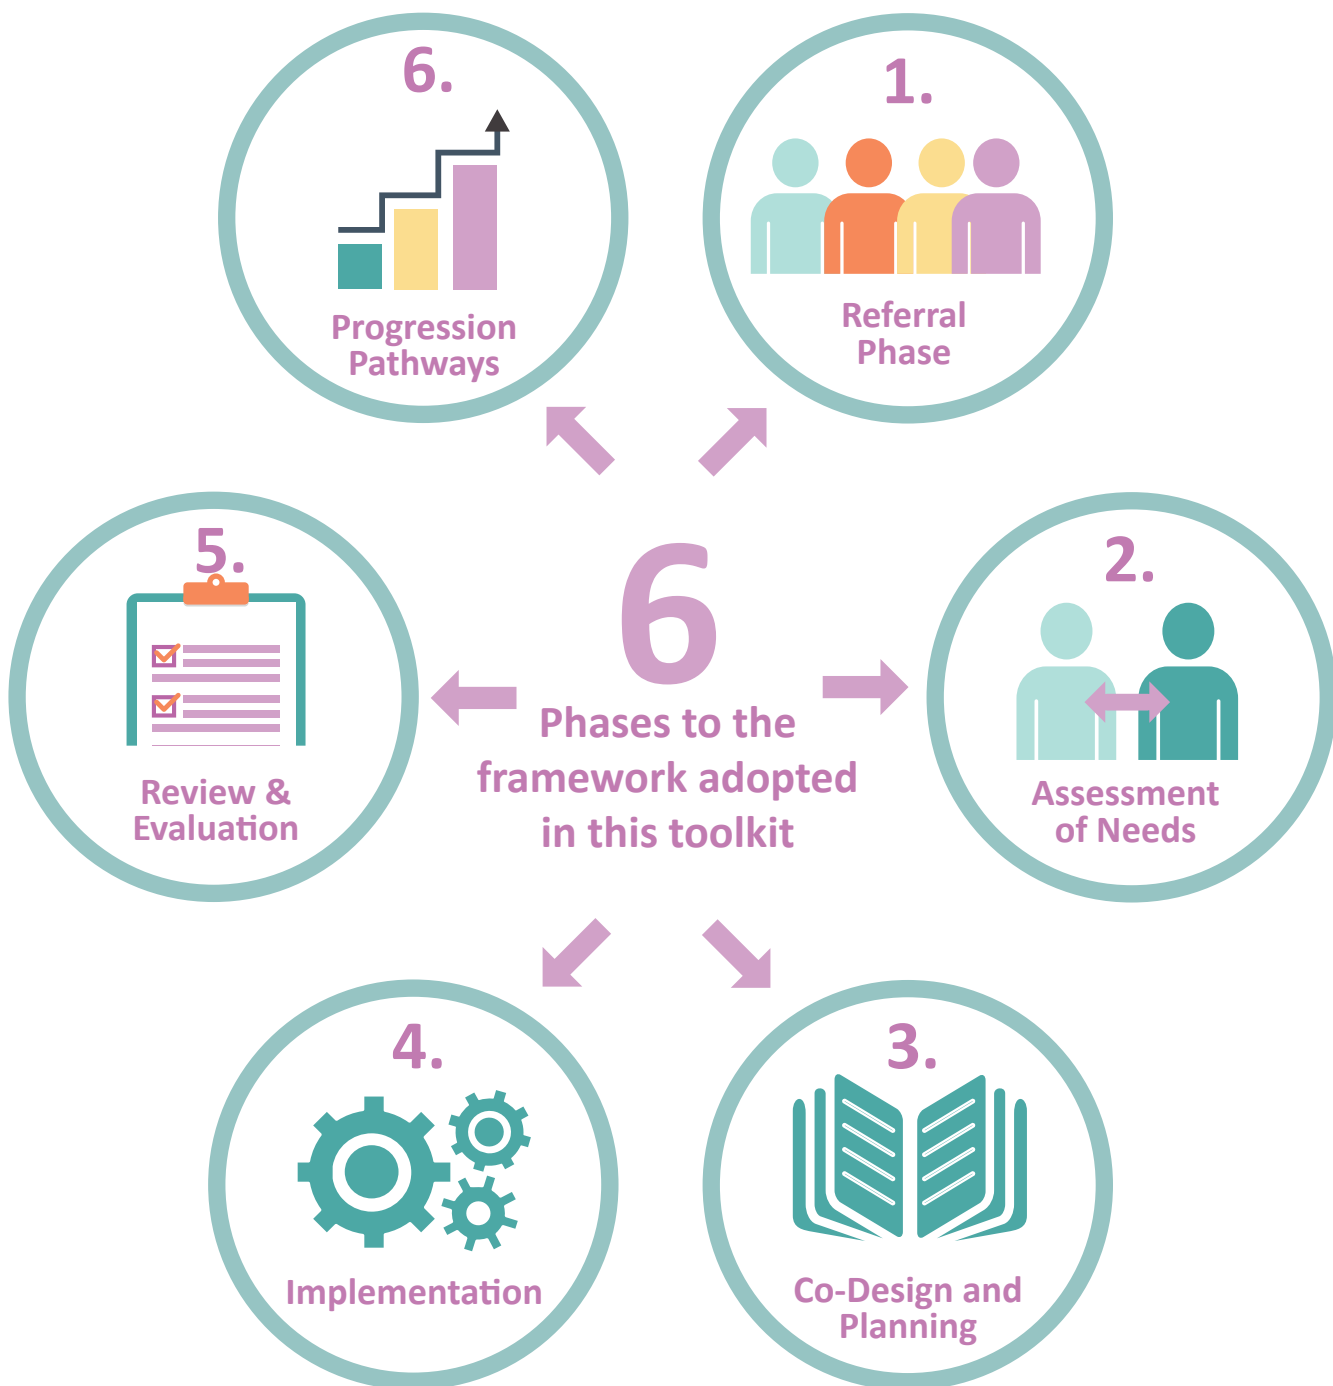 6
Phases to the
framework adopted
in this toolkit
1.
Referral
Phase
2.
Assessment
of Needs
3.
Co-Design and
Planning
4.
Implementation
5.
Review &
Evaluation
6.
Progression
Pathways